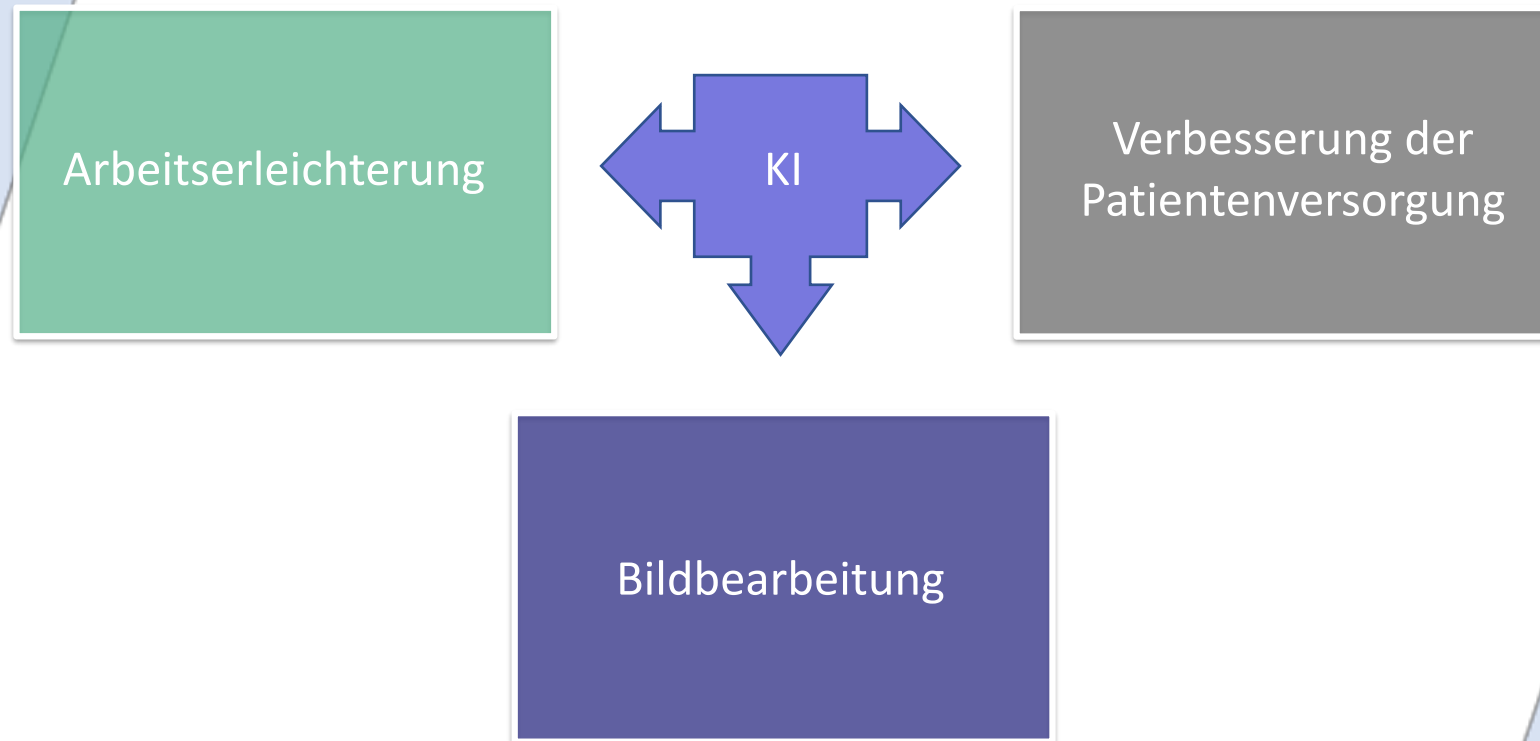 Arbeitserleichterung
KI
Verbesserung der
Patientenversorgung
Bildbearbeitung